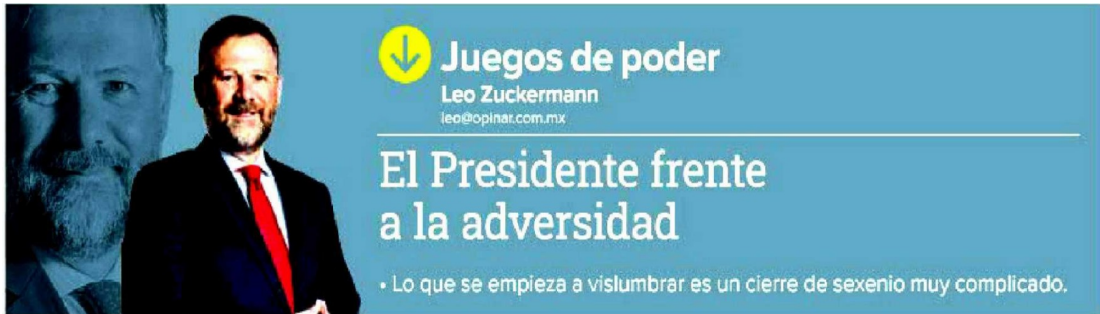 Juegos de poder
Leo Zuckermann
leo@opinar.com.mx
El Presidente frente
a la adversidad
• Lo que se empieza a vislumbrar es un cierre de sexenio muy complicado.